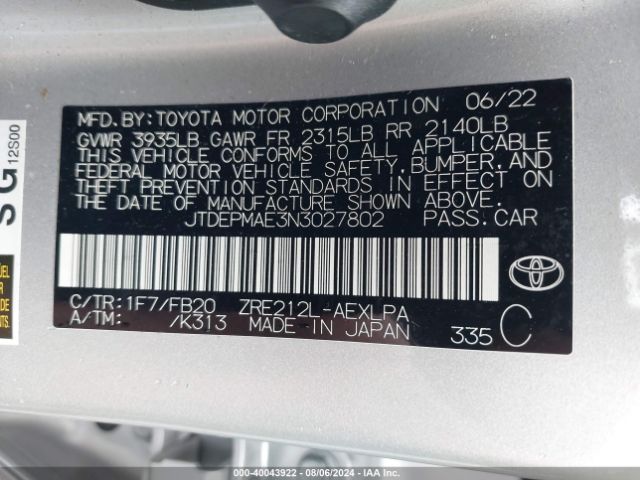 MFD. BY: TOYOTA MOTOR CORPORATION 06/22
GVWR 3935LB GAWR FR 2315LB RR 2140LB
THIS VEHICLE CONFORMS TO ALL APPLICABLE
FEDERAL MOTOR VEHICLE SAFETY, BUMPER, AND
THEFT PREVENTION STANDARDS IN EFFECT ON
THE DATE OF MANUFACTURE SHOWN ABOVE.
JTDEPMAE3N3027802 PASS. CAR
C/TR: 1F7/FB20 ZRE212L-AEXLPA
A/TM: /K313 MADE IN JAPAN 335 C
12S00
000-40043922 - 08/06/2024 - IAA Inc.